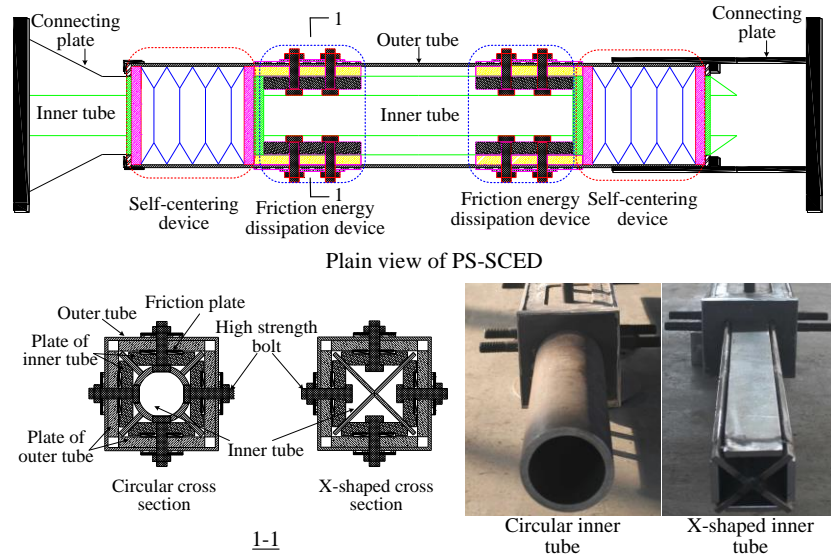 1
Connecting
plate
Outer tube
Connecting
plate
Inner tube
Inner tube
1
Self-centering
device
Friction energy
dissipation device
Friction energy
dissipation device
Self-centering
device
Plain view of PS-SCED
Outer tube
Friction plate
Plate of
inner tube
High strength
bolt
Plate of
outer tube
Inner tube
Circular cross
section
X-shaped cross
section
1-1
Circular inner
tube
X-shaped inner
tube